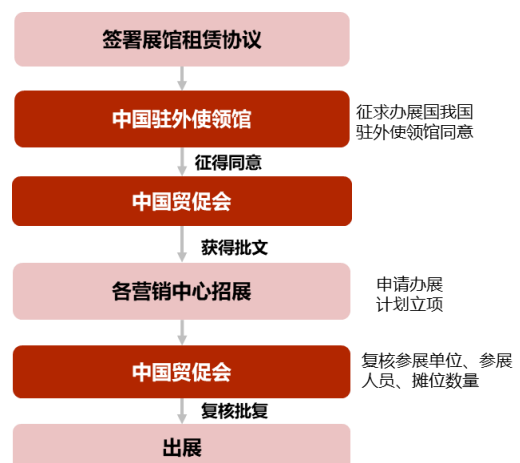 签署展馆租赁协议
中国驻外使领馆
征求办展国我国
驻外使领馆同意
征得同意
中国贸促会
获得批文
各营销中心招展
申请办展
计划立项
中国贸促会
复核参展单位、参展
人员、摊位数量
复核批复
出展